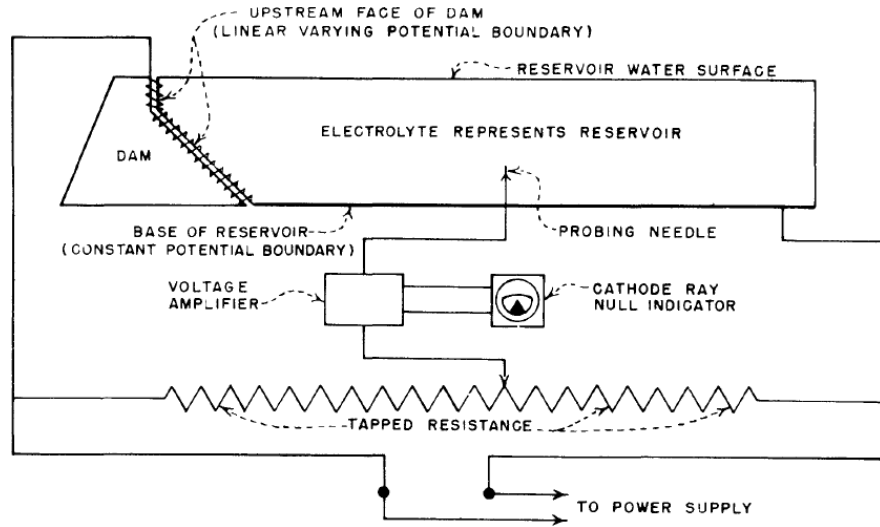 UPSTREAM FACE OF DAM
(LINEAR VARYING POTENTIAL BOUNDARY)
RESERVOIR WATER SURFACE
ELECTROLYTE REPRESENTS RESERVOIR
DAM
BASE OF RESERVOIR
(CONSTANT POTENTIAL BOUNDARY)
PROBING NEEDLE
VOLTAGE
AMPLIFIER
CATHODE RAY
NULL INDICATOR
TAPPED RESISTANCE
TO POWER SUPPLY